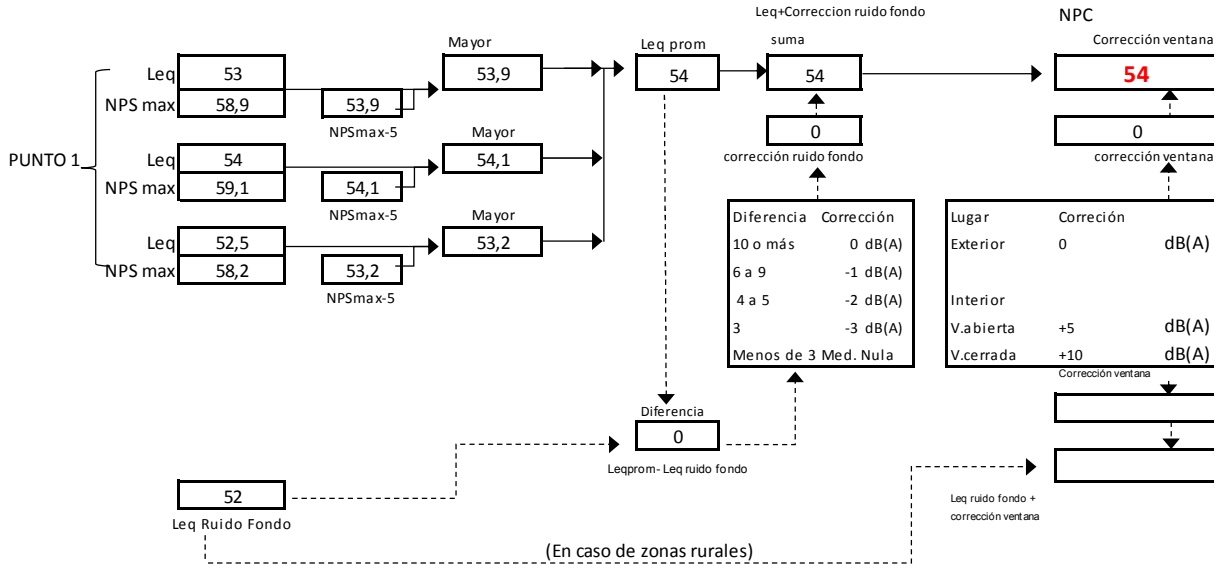 Leq+Correccion ruido fondo
NPC
Mayor
Leq prom
suma
Corrección ventana
Leq
53
53,9
54
54
54
NPS max
58,9
53,9
NPSmax-5
0
0
corrección ruido fondo
corrección ventana
PUNTO 1
Mayor
Leq
54
54,1
NPS max
59,1
54,1
NPSmax-5
Mayor
Leq
52,5
53,2
NPS max
58,2
53,2
NPSmax-5
Diferencia Corrección
10 o más 0 dB(A)
6 a 9 -1 dB(A)
4 a 5 -2 dB(A)
3 -3 dB(A)
Menos de 3 Med. Nula
Lugar Correción
Exterior 0 dB(A)
Interior
V.abierta +5 dB(A)
V.cerrada +10 dB(A)
Corrección ventana
Diferencia
0
Leqprom- Leq ruido fondo
52
Leq Ruido Fondo
Leq ruido fondo +
corrección ventana
(En caso de zonas rurales)